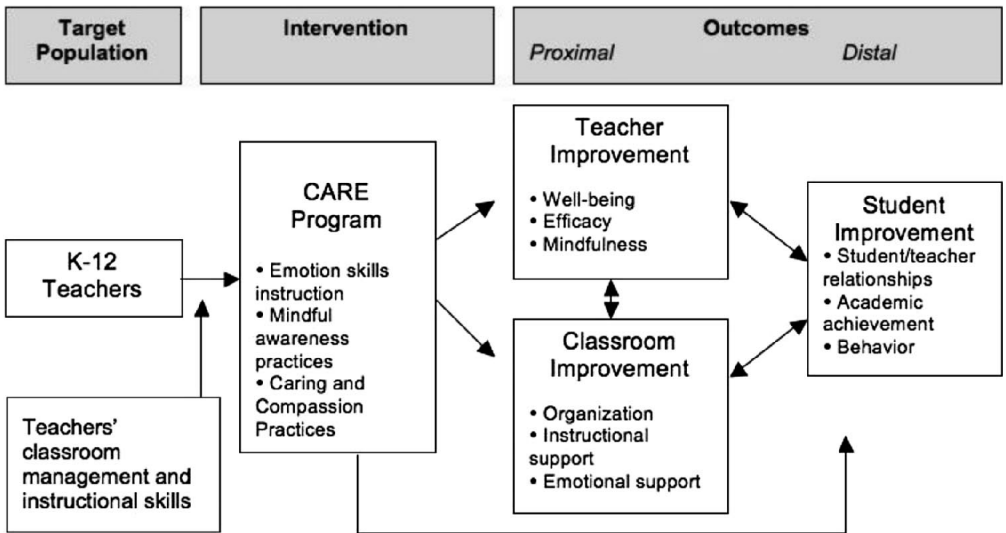 Target
Population
Intervention
Outcomes
Proximal
Distal
K-12
Teachers
Teachers'
classroom
management and
instructional skills
CARE
Program
• Emotion skills
instruction
• Mindful
awareness
practices
• Caring and
Compassion
Practices
Teacher
Improvement
• Well-being
• Efficacy
• Mindfulness
Classroom
Improvement
• Organization
• Instructional
support
• Emotional support
Student
Improvement
• Student/teacher
relationships
• Academic
achievement
• Behavior